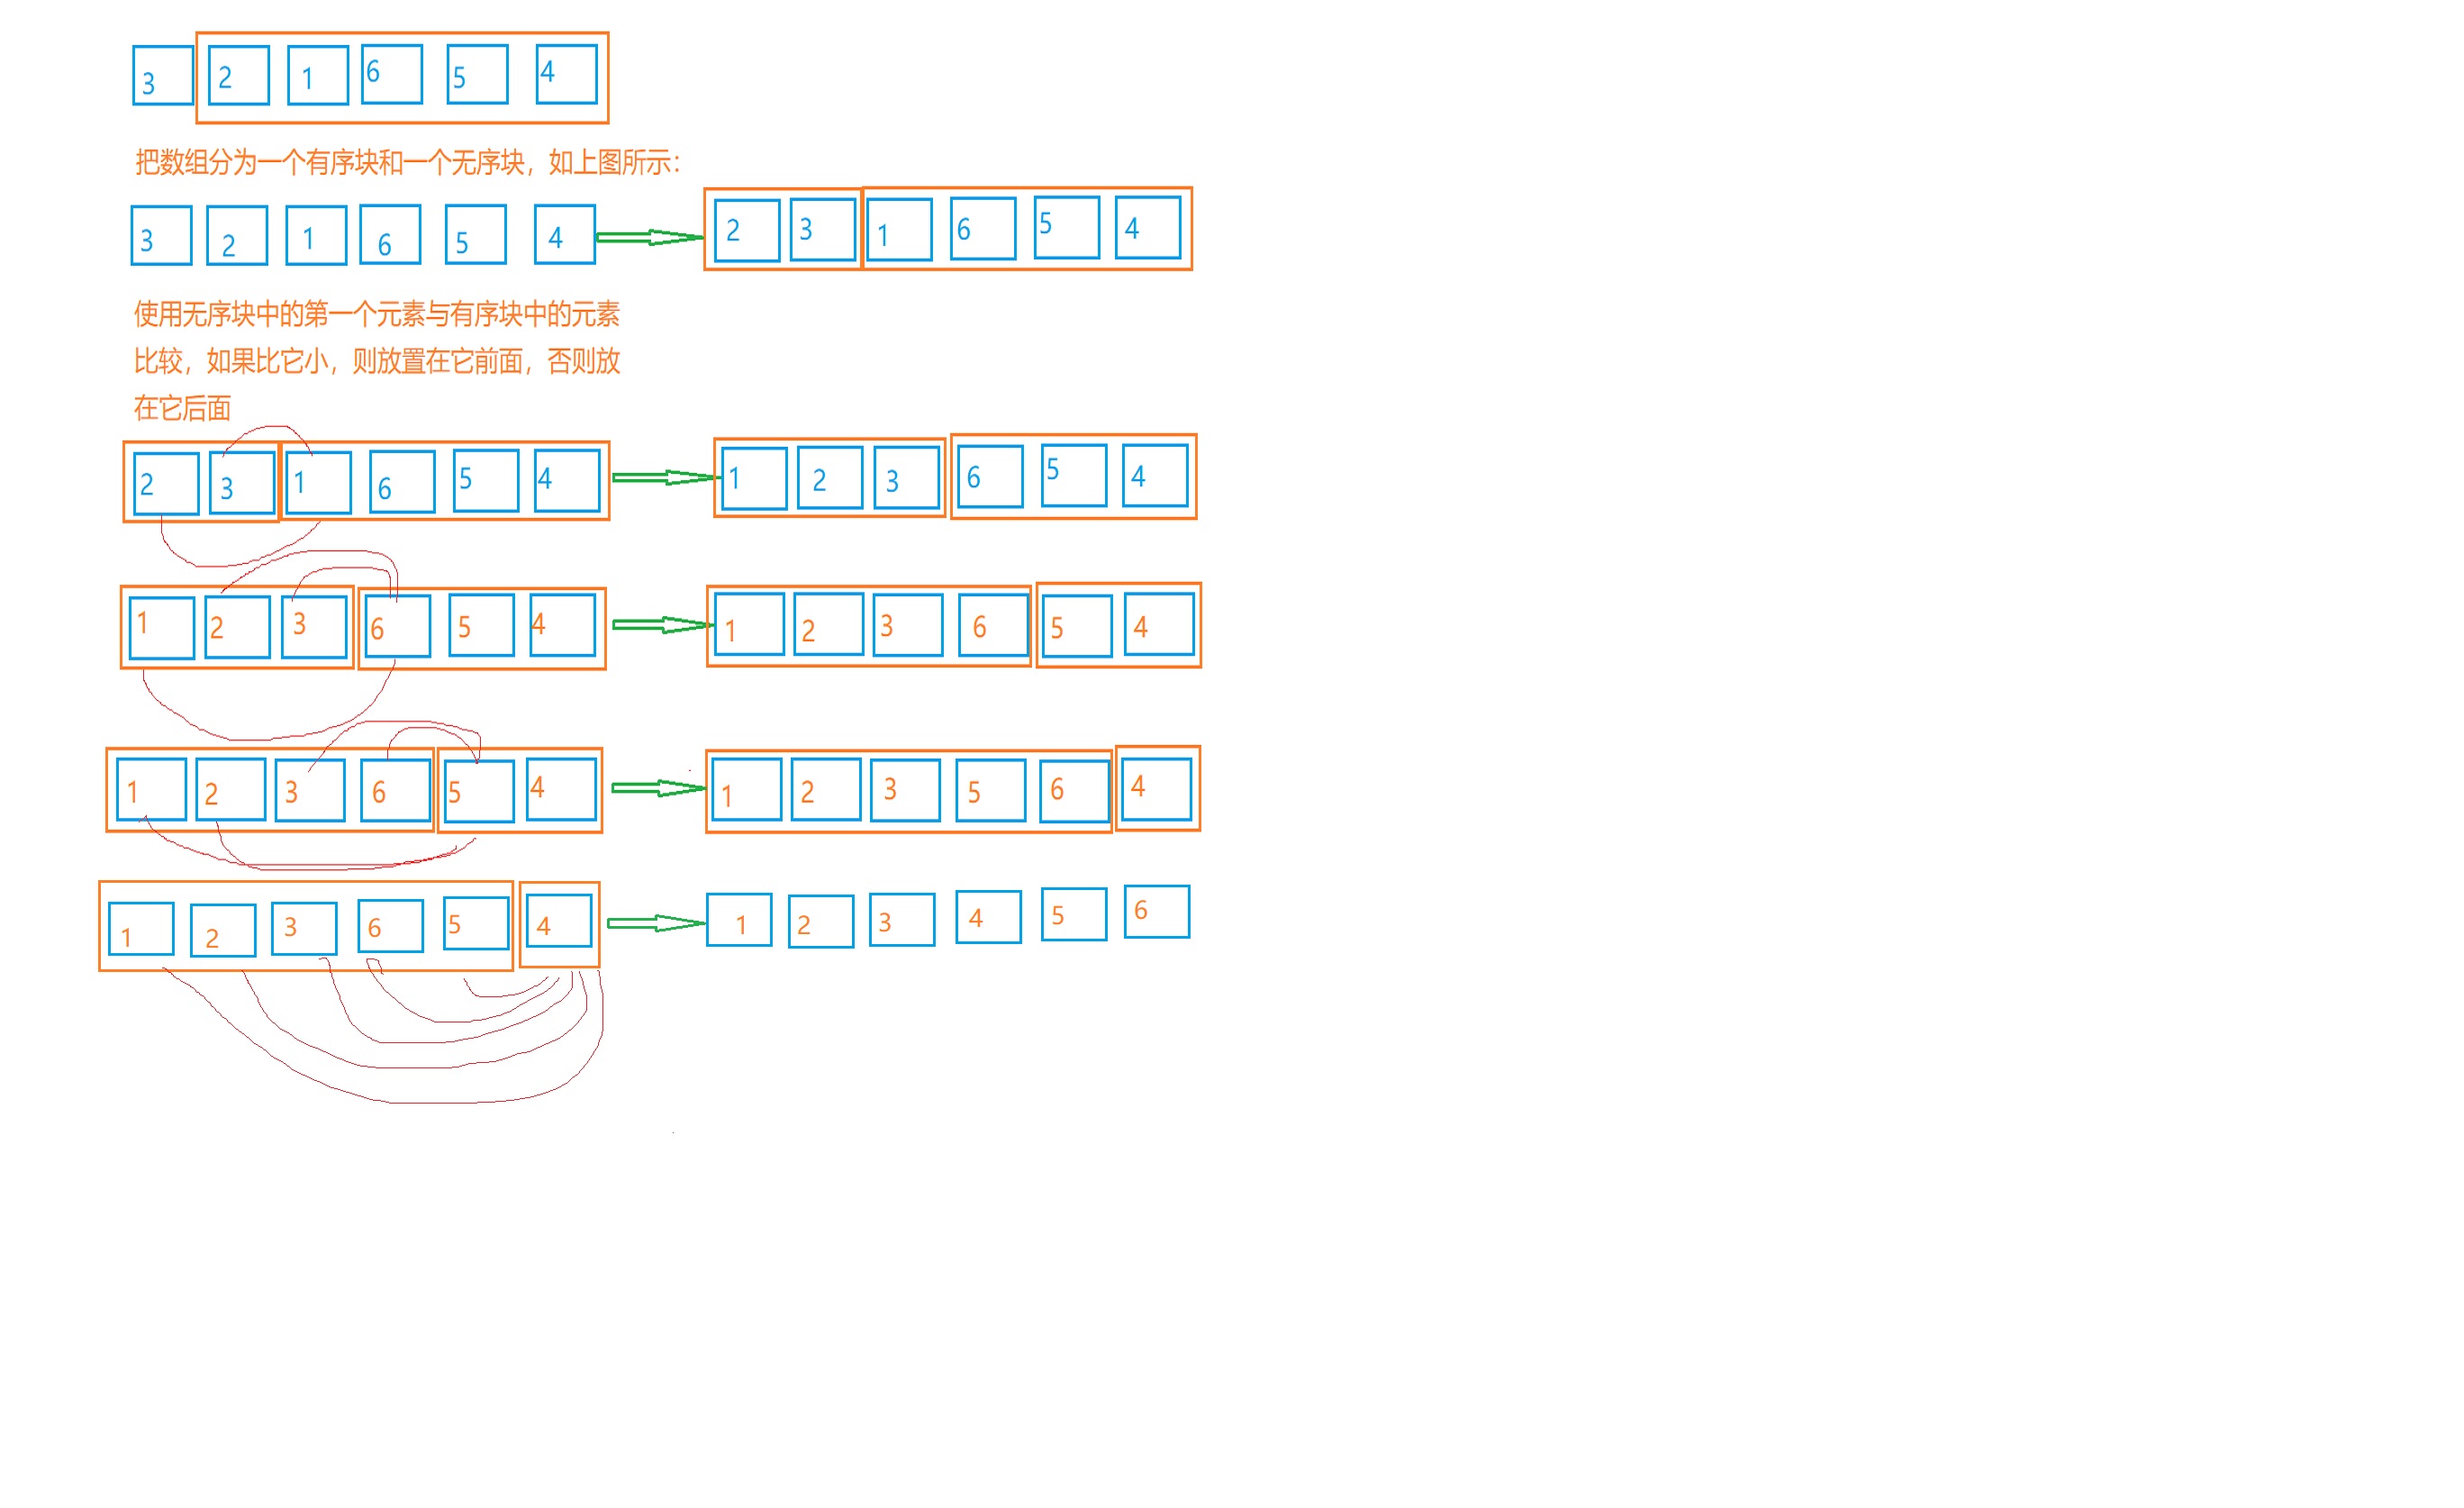 3 2 1 6 5 4
把数组分为一个有序块和一个无序块，如上图所示：
3 2 1 6 5 4 2 3 1 6 5 4
使用无序块中的第一个元素与有序块中的元素
比较，如果比它小，则放置在它前面，否则放
在它后面
2 3 1 6 5 4 1 2 3 6 5 4
1 2 3 6 5 4 1 2 3 6 5 4
1 2 3 6 5 4 1 2 3 5 6 4
1 2 3 6 5 4 1 2 3 4 5 6